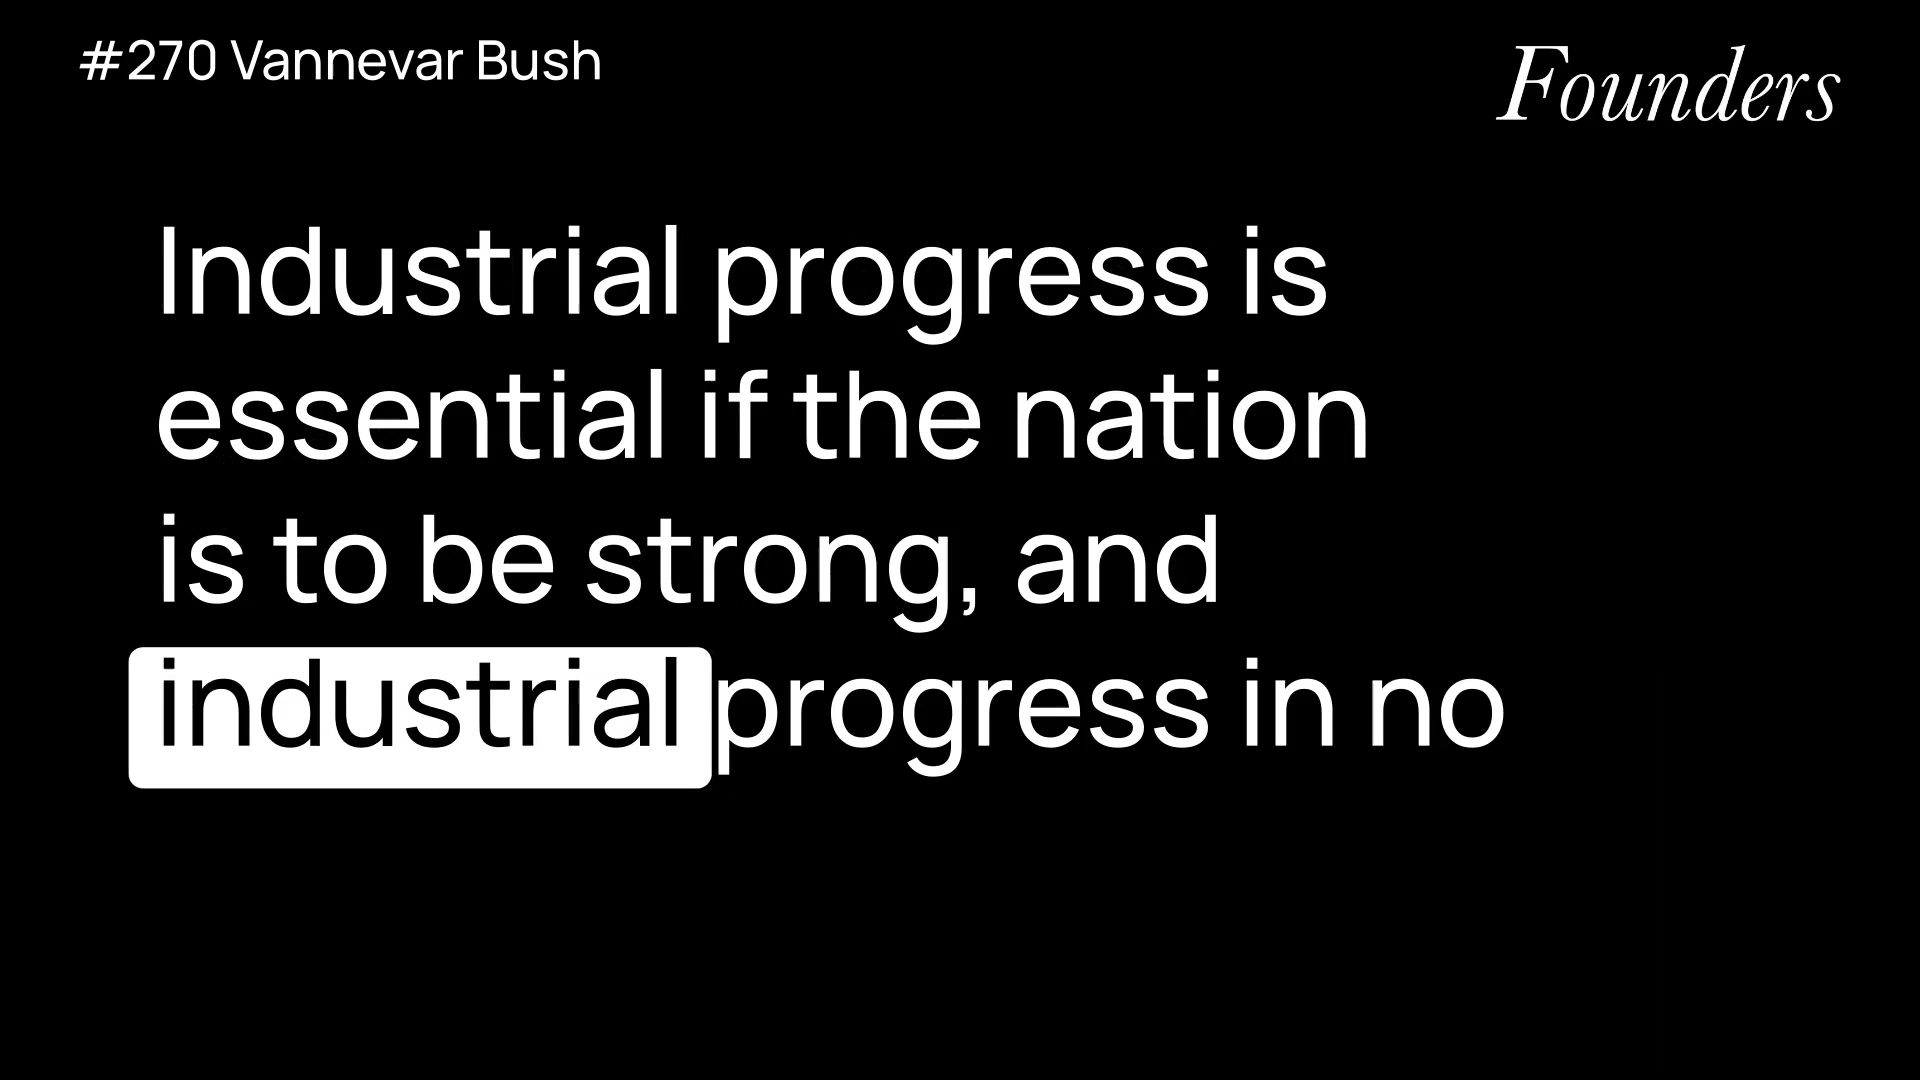 #270 Vannevar Bush
Founders
Industrial progress is
essential if the nation
is to be strong, and
industrial progress in no